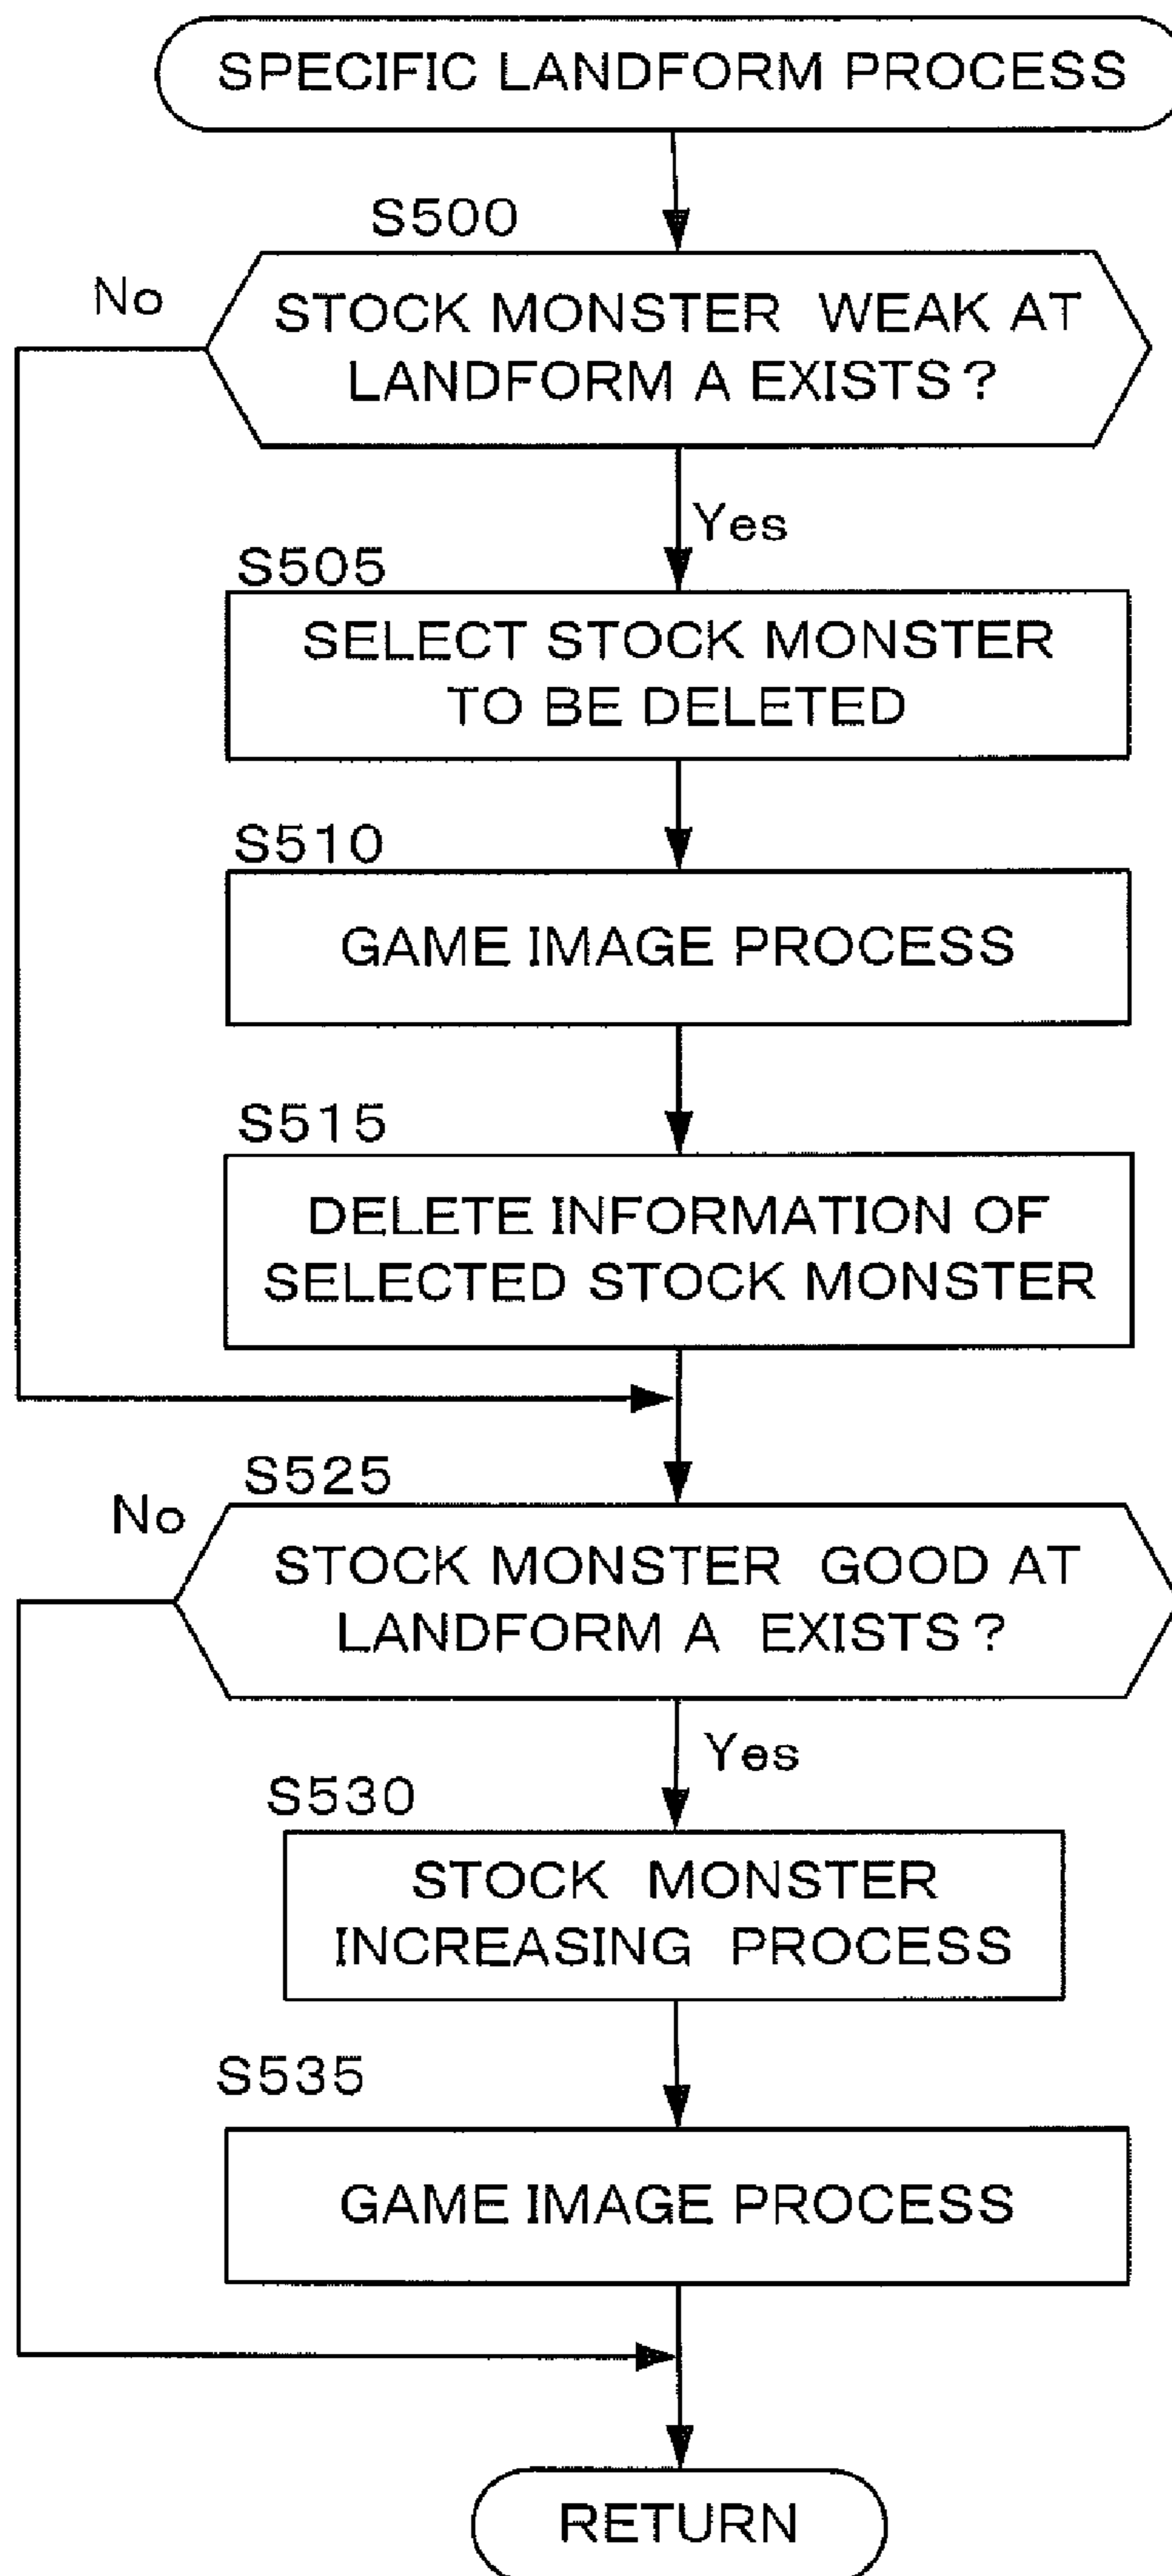 SPECIFIC LANDFORM PROCESS
S500
No
STOCK MONSTER WEAK AT
LANDFORM A EXISTS?
Yes
S505
SELECT STOCK MONSTER
TO BE DELETED
S510
GAME IMAGE PROCESS
S515
DELETE INFORMATION OF
SELECTED STOCK MONSTER
S525
No
STOCK MONSTER GOOD AT
LANDFORM A EXISTS?
Yes
S530
STOCK MONSTER
INCREASING PROCESS
S535
GAME IMAGE PROCESS
RETURN